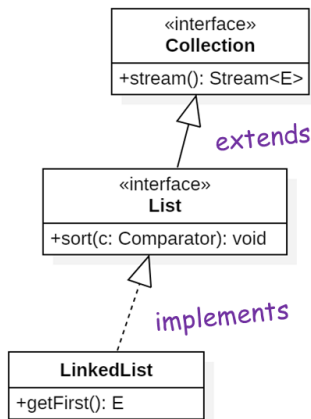 «interface»
Collection
+stream(): Stream<E>
extends
«interface»
List
+sort(c: Comparator): void
implements
LinkedList
+getFirst(): E